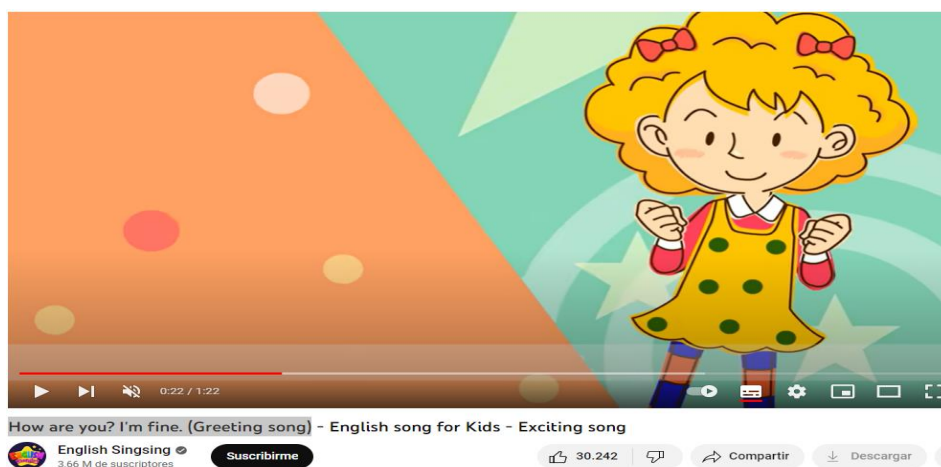 0:22 / 1:22
How are you? I'm fine. (Greeting song) - English song for Kids - Exciting song
English Singsing
3.66 M de suscriptores
Suscribirme
30.242
Compartir
Descargar